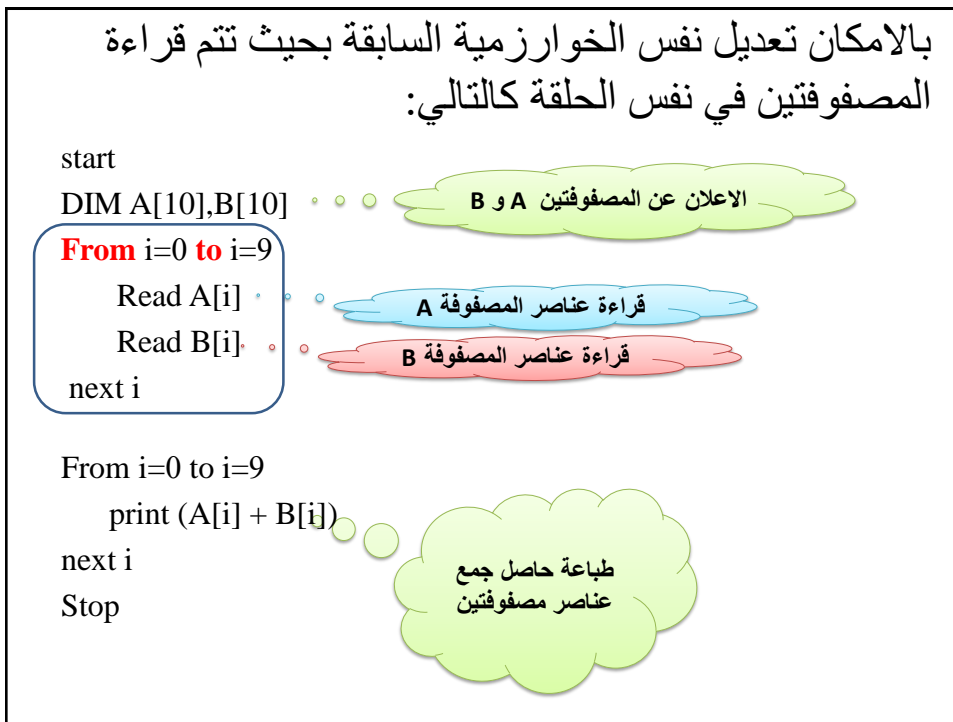 بالامكان تعديل نفس الخوارزمية السابقة بحيث تتم قراءة
المصفوفتين في نفس الحلقة كالتالي:
start
DIM A[10],B[10]
الاعلان عن المصفوفتين A و B
From i=0 to i=9
Read A[i]
قراءة عناصر المصفوفة A
Read B[i]
قراءة عناصر المصفوفة B
next i
From i=0 to i=9
print (A[i] + B[i])
طباعة حاصل جمع
عناصر مصفوفتين
next i
Stop